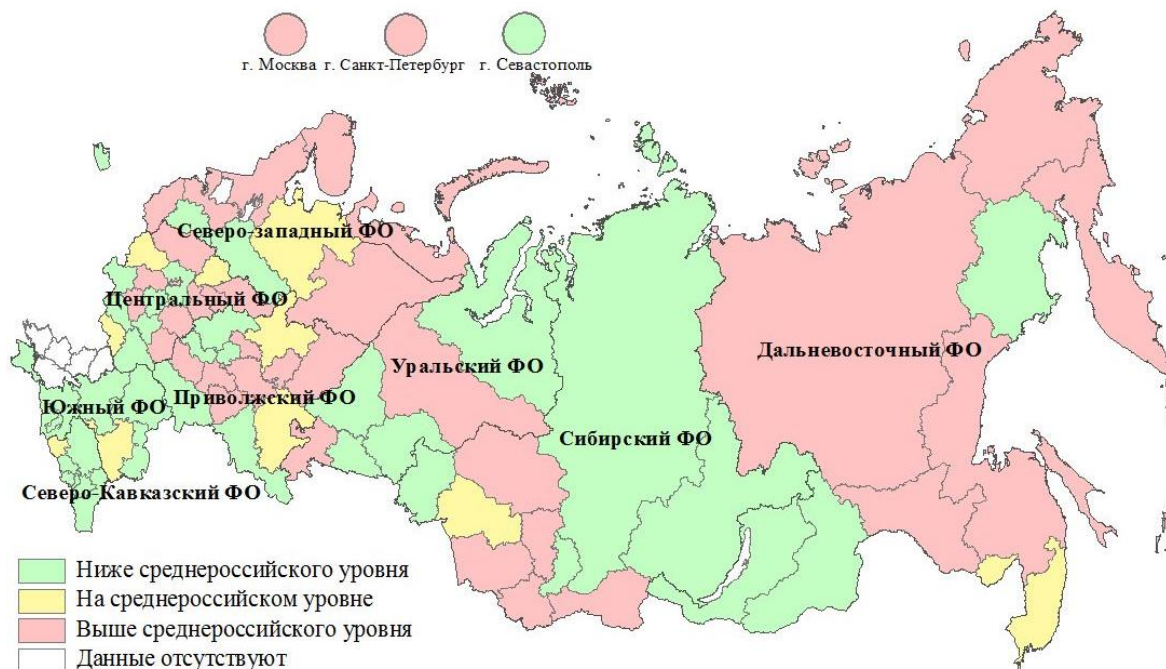 г. Москва г. Санкт-Петербург г. Севастополь
Северо-западный ФО
Центральный ФО
Уральский ФО
Дальневосточный ФО
Приволжский ФО
Южный ФО
Сибирский ФО
Северо-Кавказский ФО
Ниже среднероссийского уровня
На среднероссийском уровне
Выше среднероссийского уровня
Данные отсутствуют